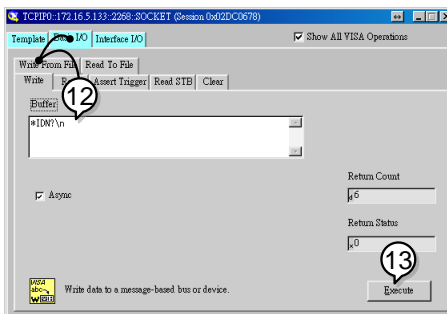 TCPIP0::172.16.5.133::2268::SOCKET (Session 0x02DC0678)
Template I/O Interface I/O Show All VISA Operations
Write From File Read To File
Write Assert Trigger Read STB Clear
12
Buffer
*IDN?\n
Async
Return Count
d 6
Return Status
x 0
13
VISA
abc
Write data to a message-based bus or device.
Execute